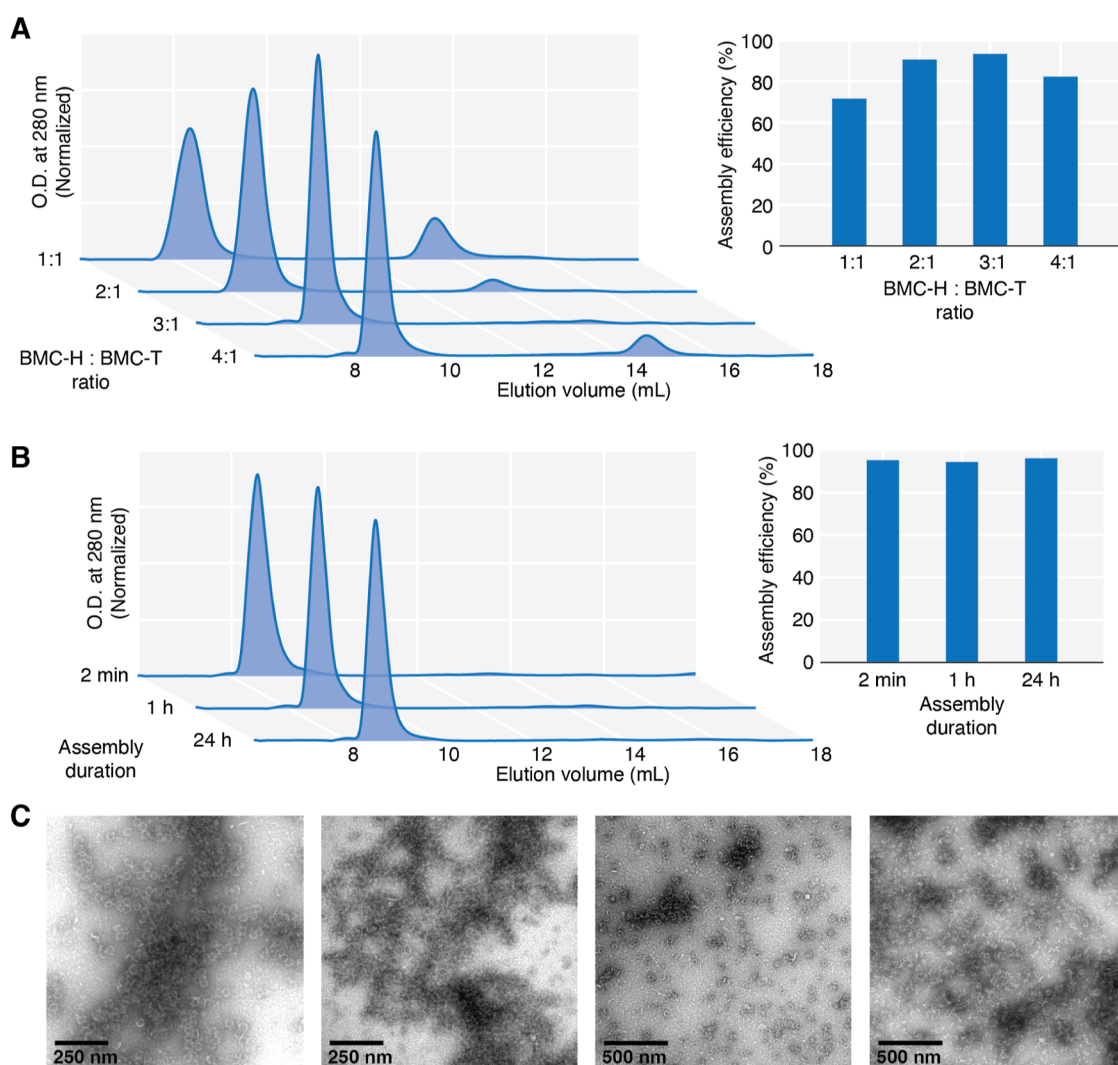 A
O.D. at 280 nm
(Normalized)
1:1
2:1
3:1
4:1
BMC-H : BMC-T
ratio
8 10 12 14 16 18
Elution volume (mL)
Assembly efficiency (%)
100
80
60
40
20
0
1:1 2:1 3:1 4:1
BMC-H : BMC-T
ratio
B
O.D. at 280 nm
(Normalized)
2 min
1 h
24 h
Assembly
duration
8 10 12 14 16 18
Elution volume (mL)
Assembly efficiency (%)
100
80
60
40
20
0
2 min 1 h 24 h
Assembly
duration
C
250 nm
250 nm
500 nm
500 nm